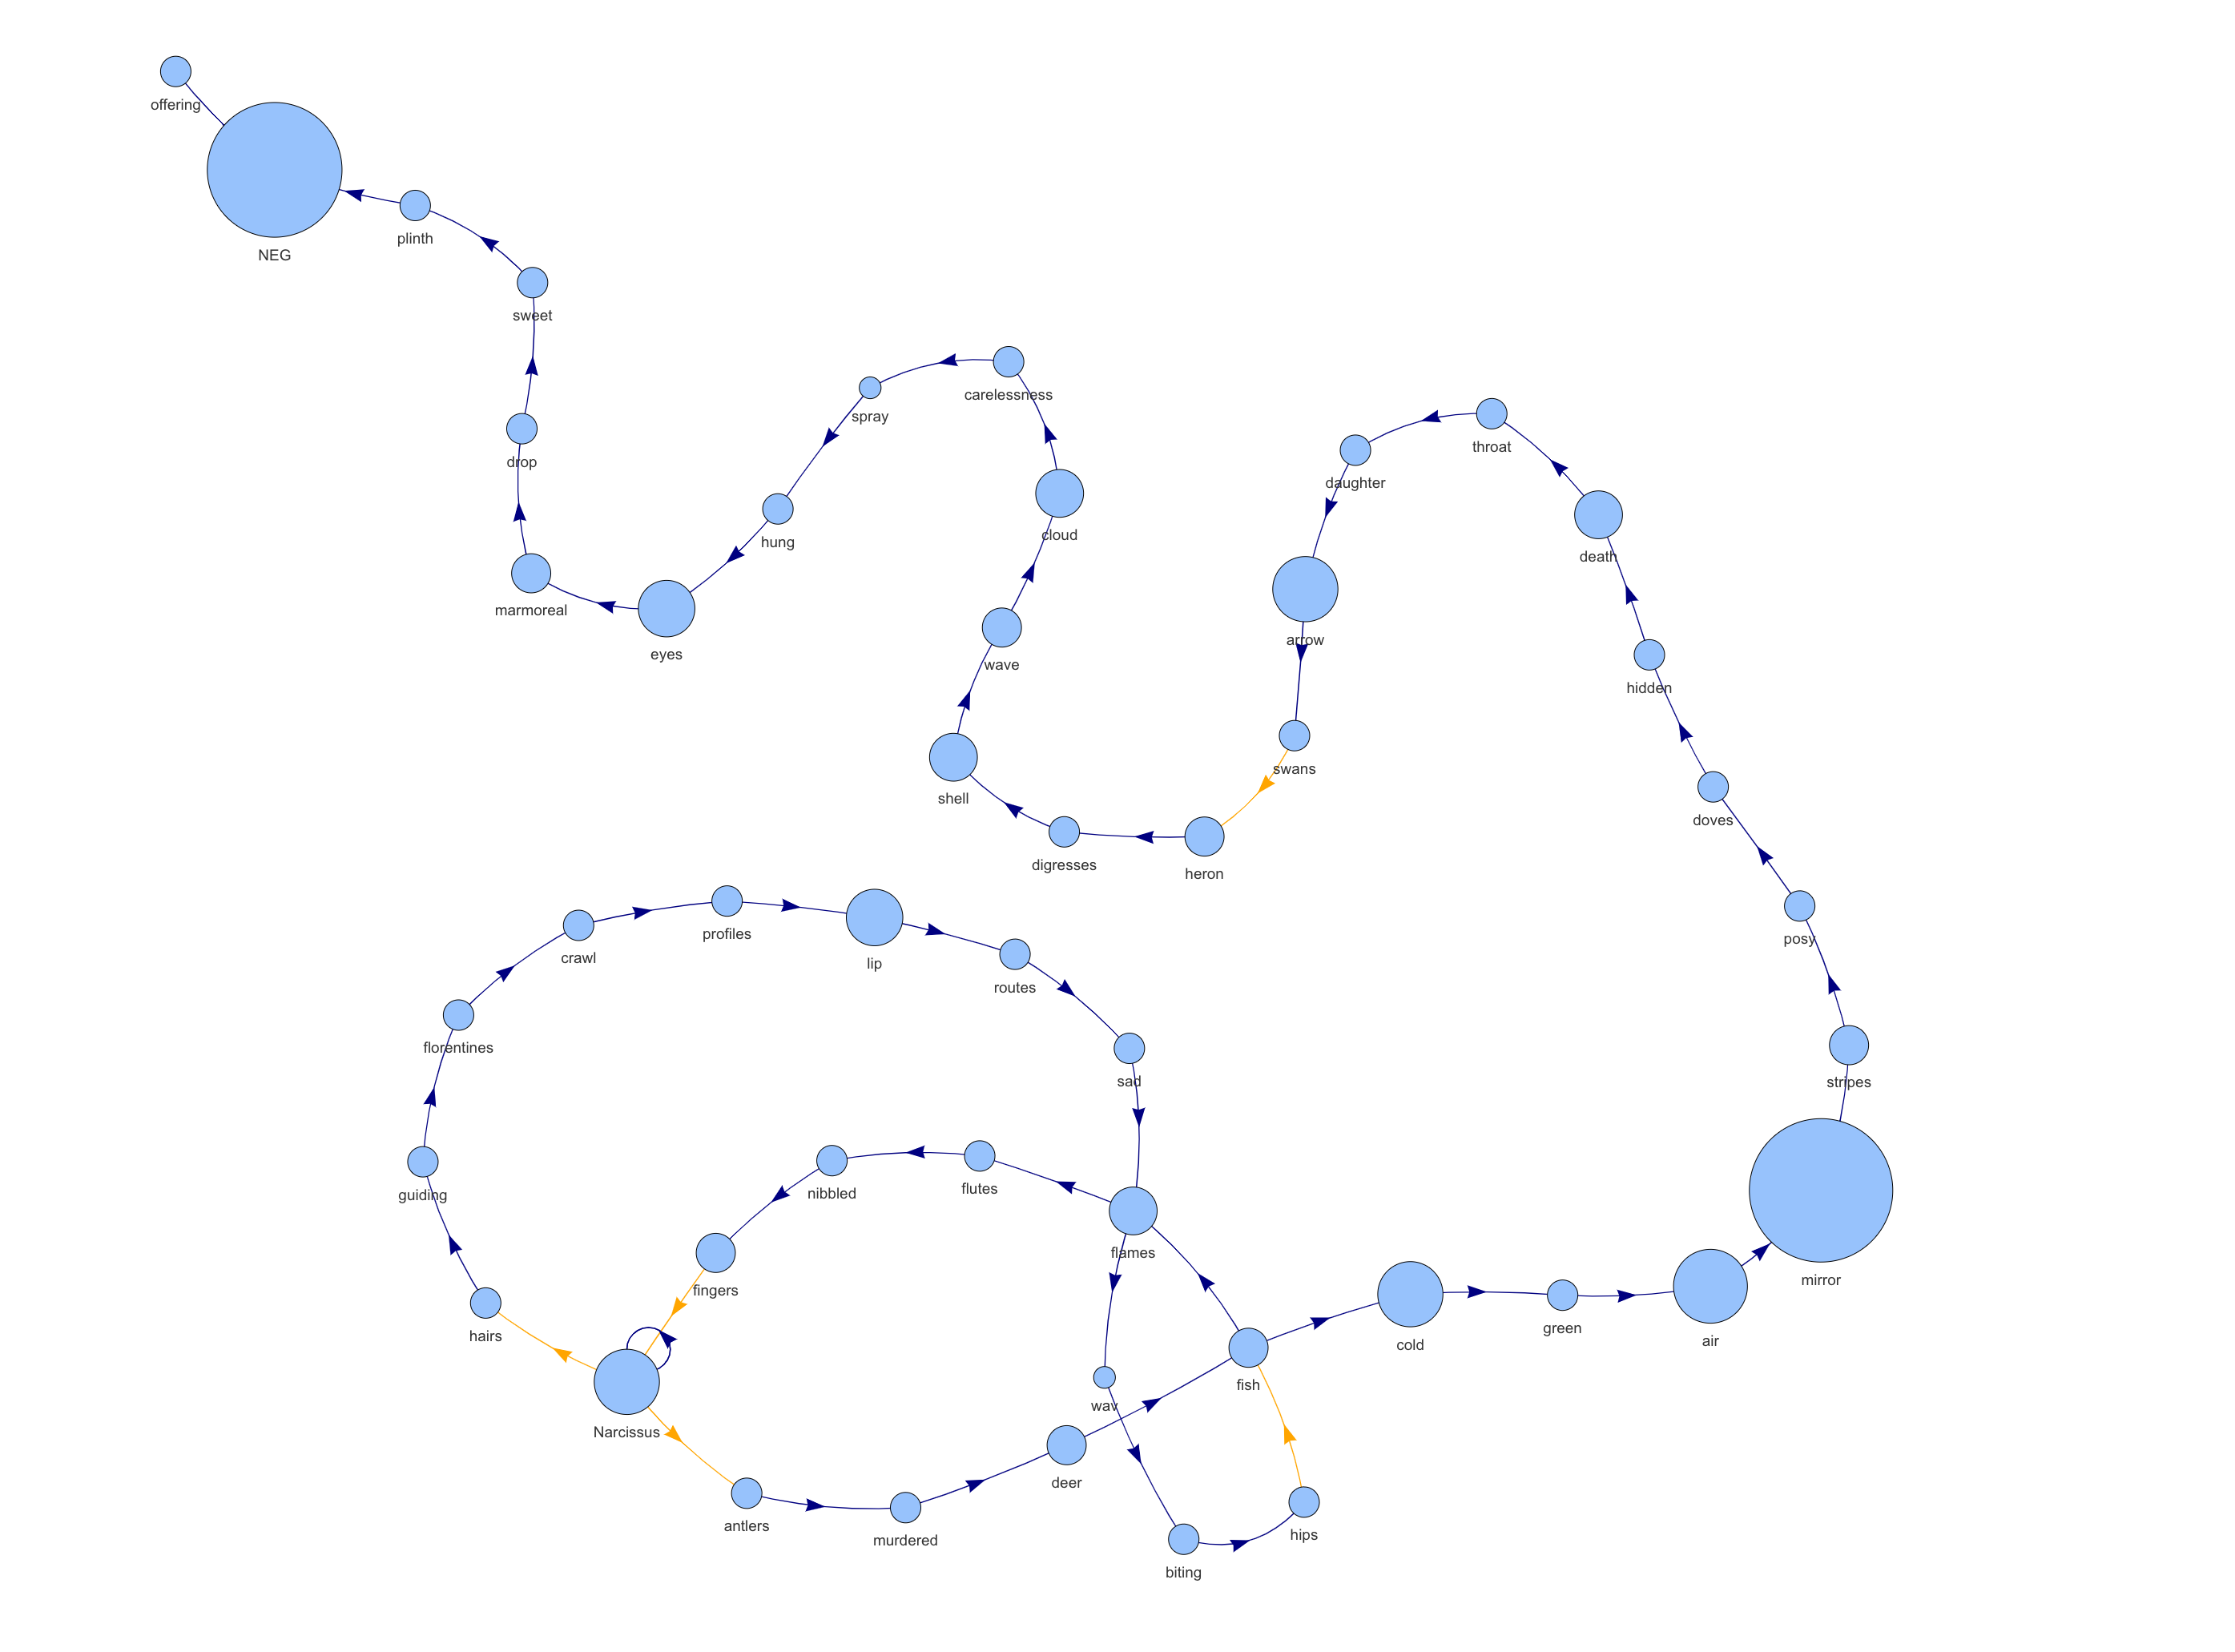 offering
NEG
plinth
sweet
carelessness
spray
throat
drop
daughter
hung
cloud
death
marmoreal
eyes
arrow
wave
hidden
swans
shell
doves
digresses
heron
posy
profiles
crawl
lip
routes
florentines
sad
stripes
guiding
nibbled
flutes
flames
mirror
fingers
hairs
green
air
cold
fish
wav
Narcissus
deer
antlers
hips
murdered
biting